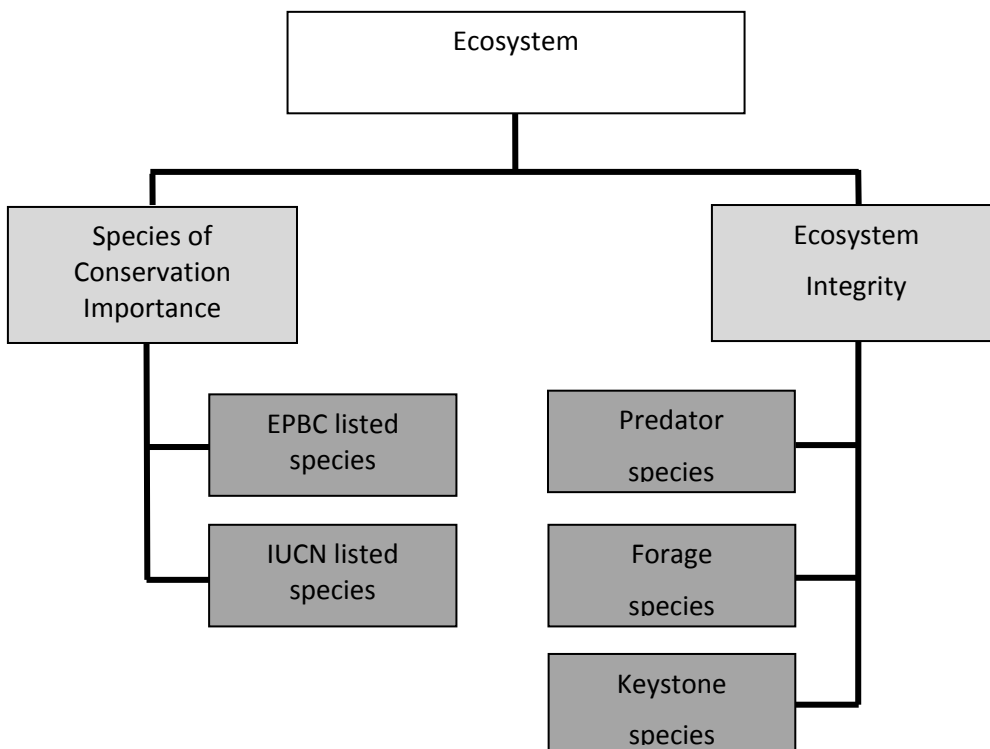 Ecosystem
Species of
Conservation
Importance
Ecosystem
Integrity
EPBC listed
species
IUCN listed
species
Predator
species
Forage
species
Keystone
species